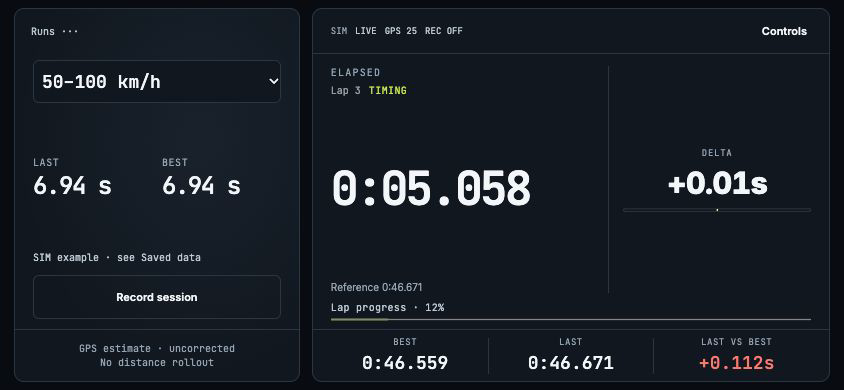 Runs ···
50–100 km/h
LAST BEST
6.94 s 6.94 s
SIM example · see Saved data
Record session
GPS estimate · uncorrected
No distance rollout
SIM LIVE GPS 25 REC OFF Controls
ELAPSED
Lap 3 TIMING
0:05.058
DELTA
+0.01s
Reference 0:46.671
Lap progress · 12%
BEST LAST LAST VS BEST
0:46.559 0:46.671 +0.112s